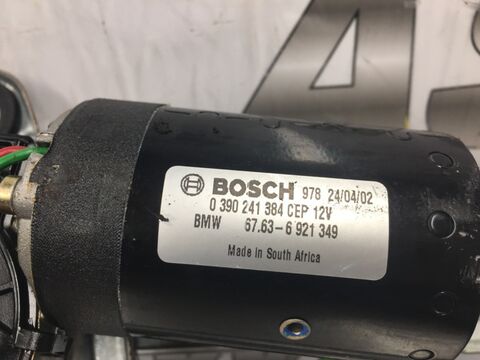 BOSCH 978 24/04/02
0 390 241 384 CEP 12V
BMW 67.63-6 921 349
Made in South Africa